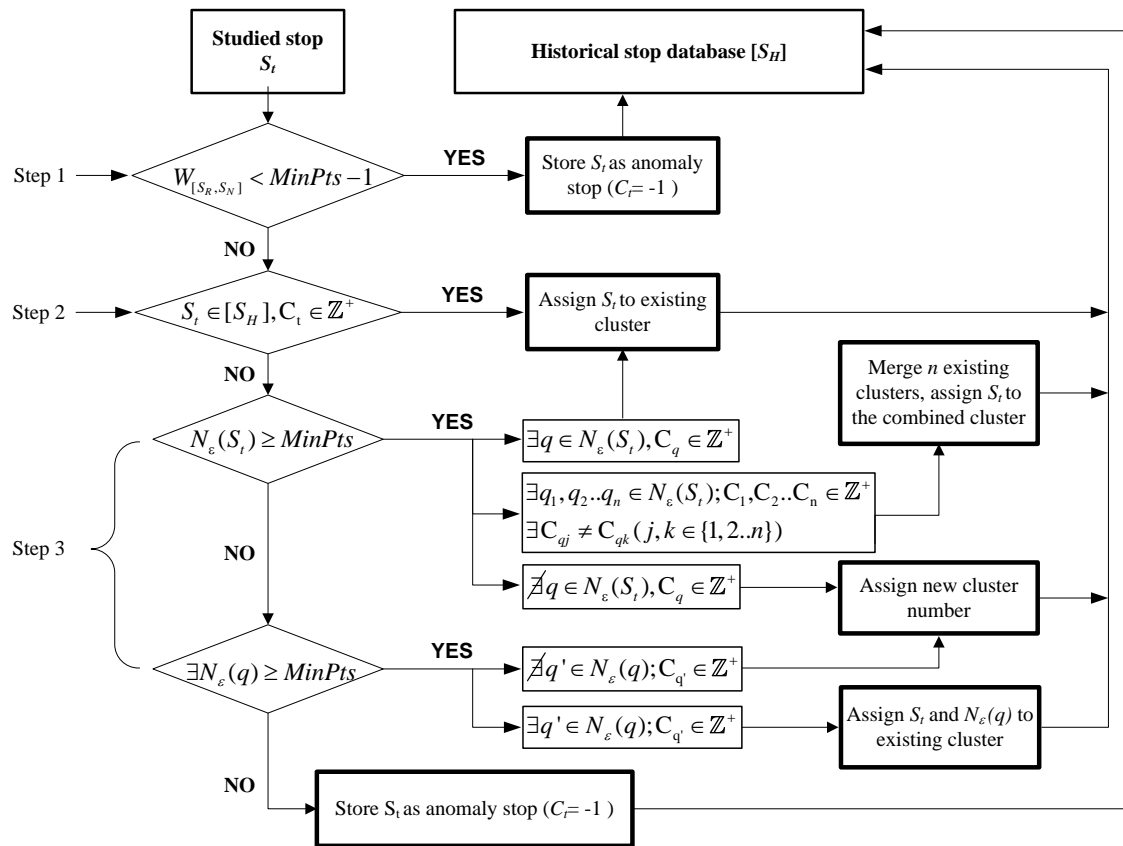 Studied stop
S_t
Historical stop database [S_H]
Step 1
W_[S_R,S_N] < MinPts − 1
YES
Store S_t as anomaly
stop (C_t= -1 )
NO
Step 2
S_t ∈ [S_H], C_t ∈ ℤ^+
YES
Assign S_t to existing
cluster
NO
Merge n existing
clusters, assign S_t to
the combined cluster
Step 3
N_ε(S_t) ≥ MinPts
YES
∃q ∈ N_ε(S_t), C_q ∈ ℤ^+
∃q_1, q_2..q_n ∈ N_ε(S_t); C_1, C_2..C_n ∈ ℤ^+
∃C_qj ≠ C_qk (j, k ∈ {1, 2..n})
NO
∄q ∈ N_ε(S_t), C_q ∈ ℤ^+
Assign new cluster
number
∃N_ε(q) ≥ MinPts
YES
∄q' ∈ N_ε(q); C_q' ∈ ℤ^+
∃q' ∈ N_ε(q); C_q' ∈ ℤ^+
Assign S_t and N_ε(q) to
existing cluster
NO
Store S_t as anomaly stop (C_t= -1 )